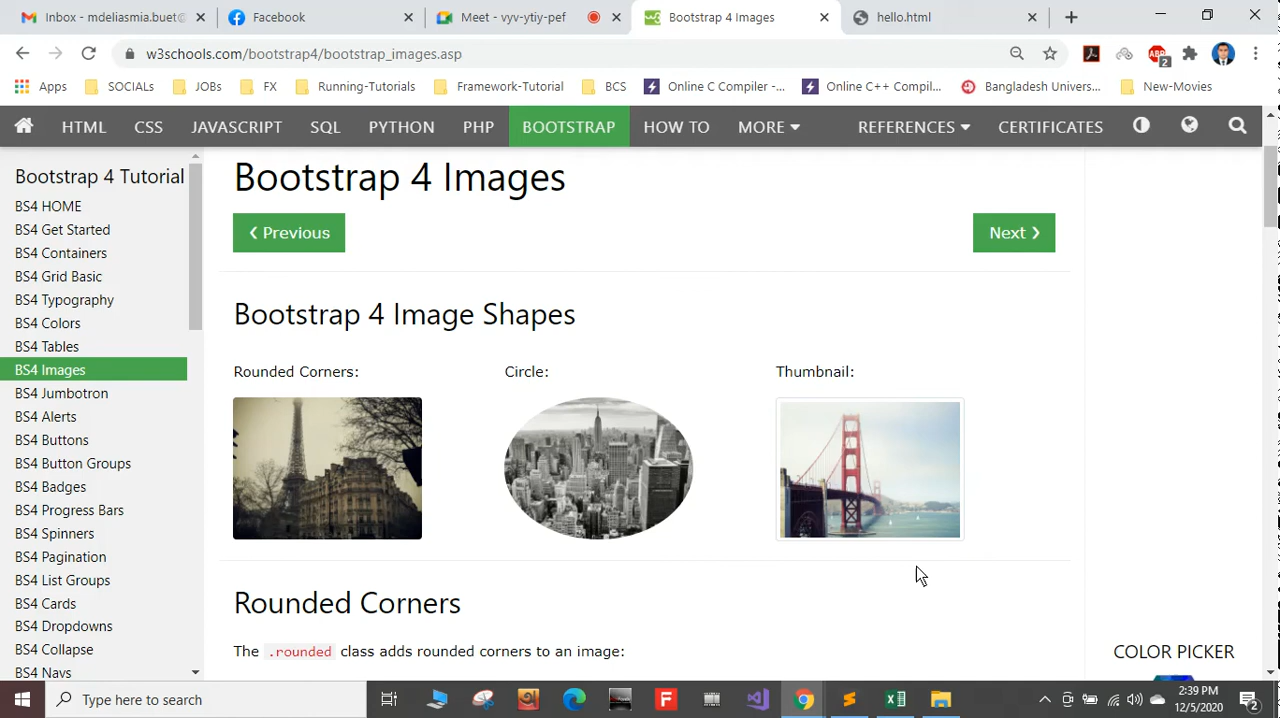 Inbox - mdeliasmia.buet@
Facebook
Meet - vyv-ytiy-pef
Bootstrap 4 Images
hello.html
w3schools.com/bootstrap4/bootstrap_images.asp
Apps SOCIALs JOBs FX Running-Tutorials Framework-Tutorial BCS Online C Compiler -... Online C++ Compil... Bangladesh Univers... New-Movies
HTML CSS JAVASCRIPT SQL PYTHON PHP BOOTSTRAP HOW TO MORE REFERENCES CERTIFICATES
Bootstrap 4 Tutorial
BS4 HOME
BS4 Get Started
BS4 Containers
BS4 Grid Basic
BS4 Typography
BS4 Colors
BS4 Tables
BS4 Images
BS4 Jumbotron
BS4 Alerts
BS4 Buttons
BS4 Button Groups
BS4 Badges
BS4 Progress Bars
BS4 Spinners
BS4 Pagination
BS4 List Groups
BS4 Cards
BS4 Dropdowns
BS4 Collapse
BS4 Navs
Bootstrap 4 Images
❮ Previous
Next ❯
Bootstrap 4 Image Shapes
Rounded Corners: Circle: Thumbnail:
Rounded Corners
The .rounded class adds rounded corners to an image:
COLOR PICKER
Type here to search
2:39 PM
12/5/2020
2